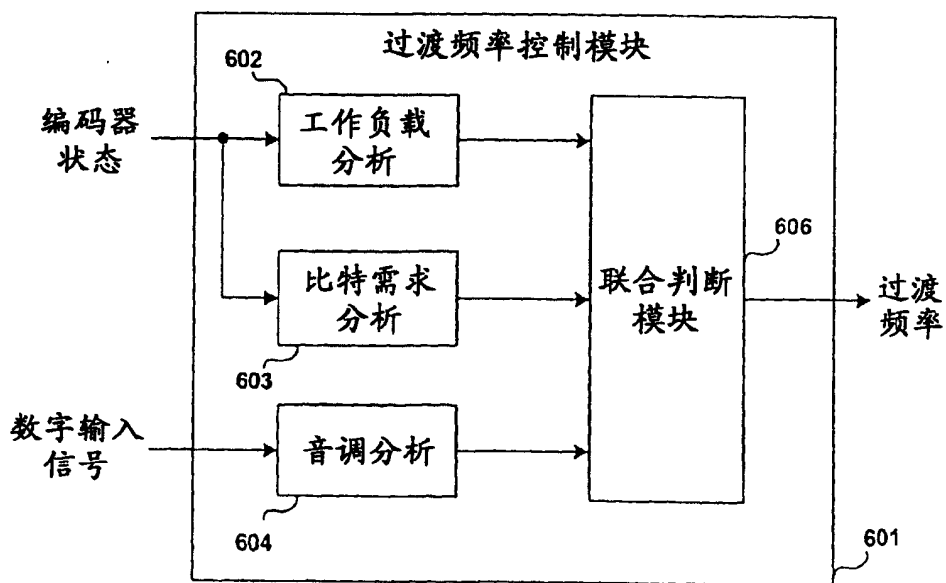 过渡频率控制模块
602
编码器
状态
工作负载
分析
606
比特需求
分析
联合判断
模块
过渡
频率
603
数字输入
信号
音调分析
604
601